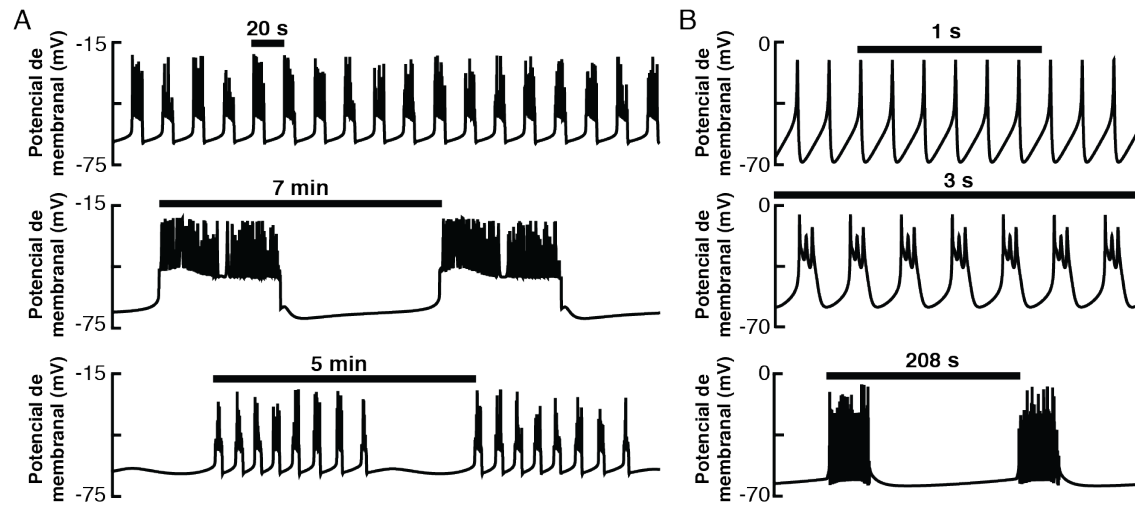 A
20 s
-15
Potencial de
membranal (mV)
-75
7 min
-15
Potencial de
membranal (mV)
-75
5 min
-15
Potencial de
membranal (mV)
-75
B
1 s
0
Potencial de
membranal (mV)
-70
3 s
0
Potencial de
membranal (mV)
-70
208 s
0
Potencial de
membranal (mV)
-70